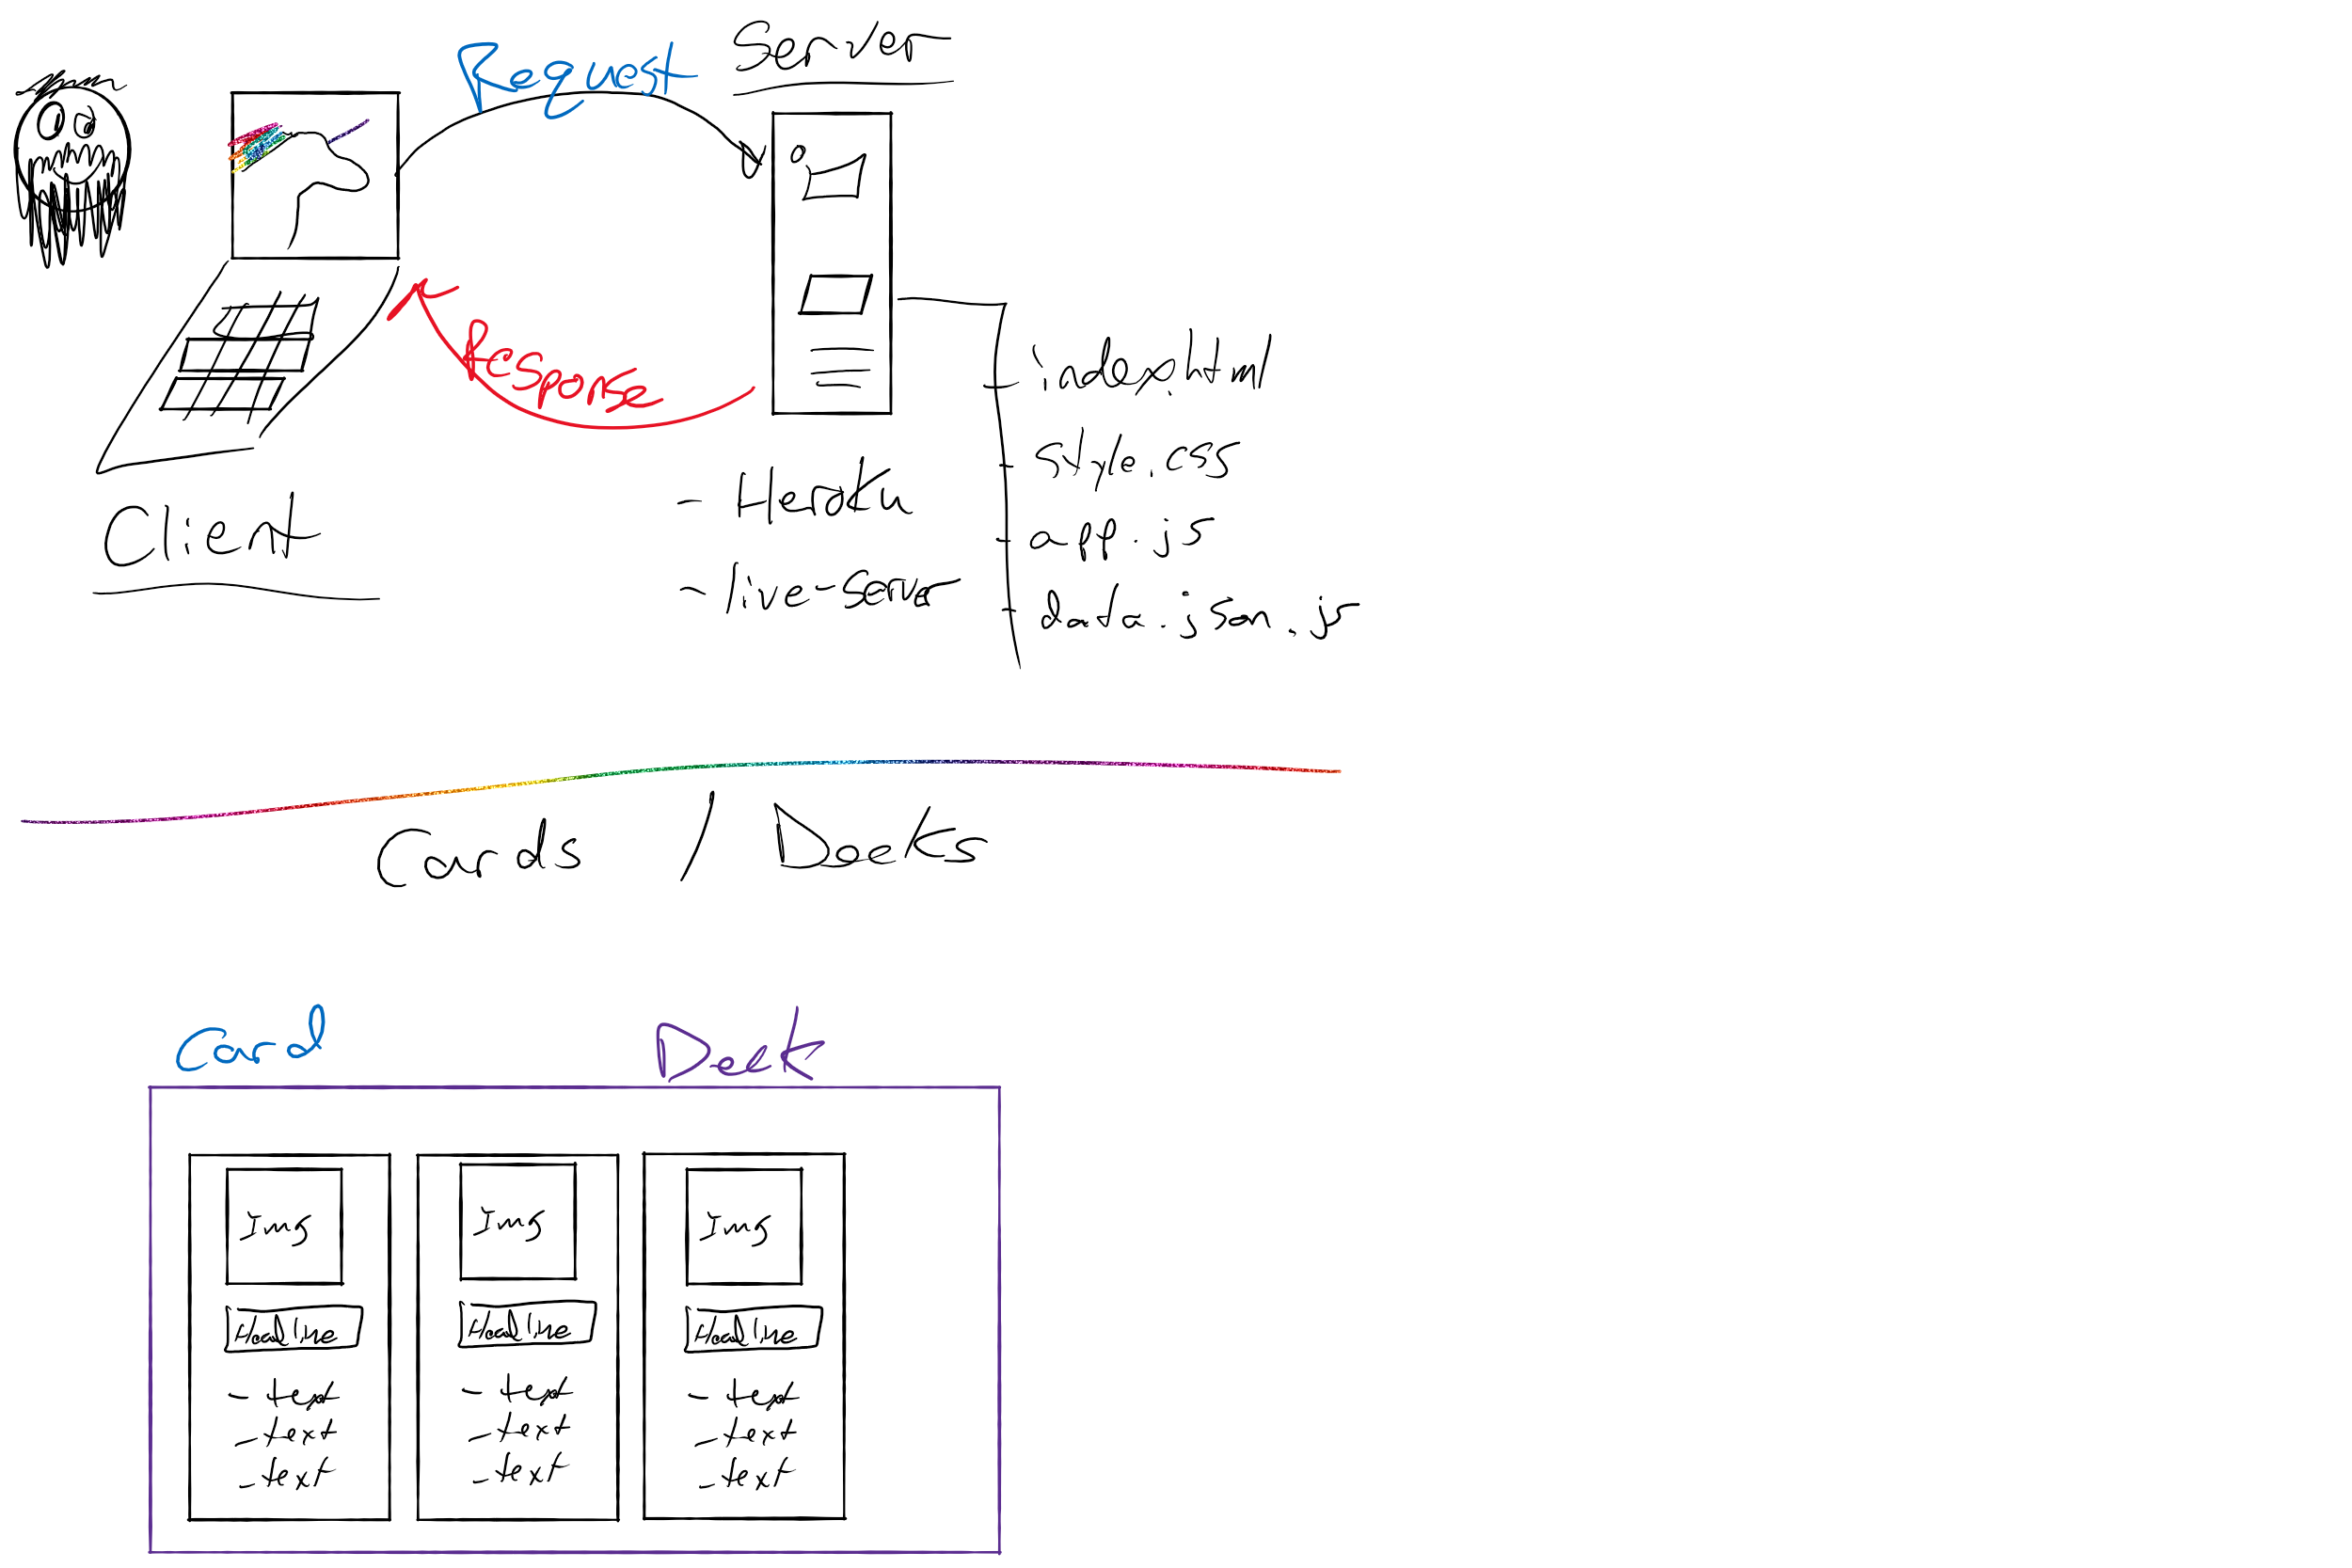 Request
Server
Response
index.html
style.css
app.js
data.json.js
- Heroku
- live-server
Client
Cards / Decks
Card
Deck
Img
Headline
- text
- text
- text
Img
Headline
- text
- text
- text
Img
Headline
- text
- text
- text